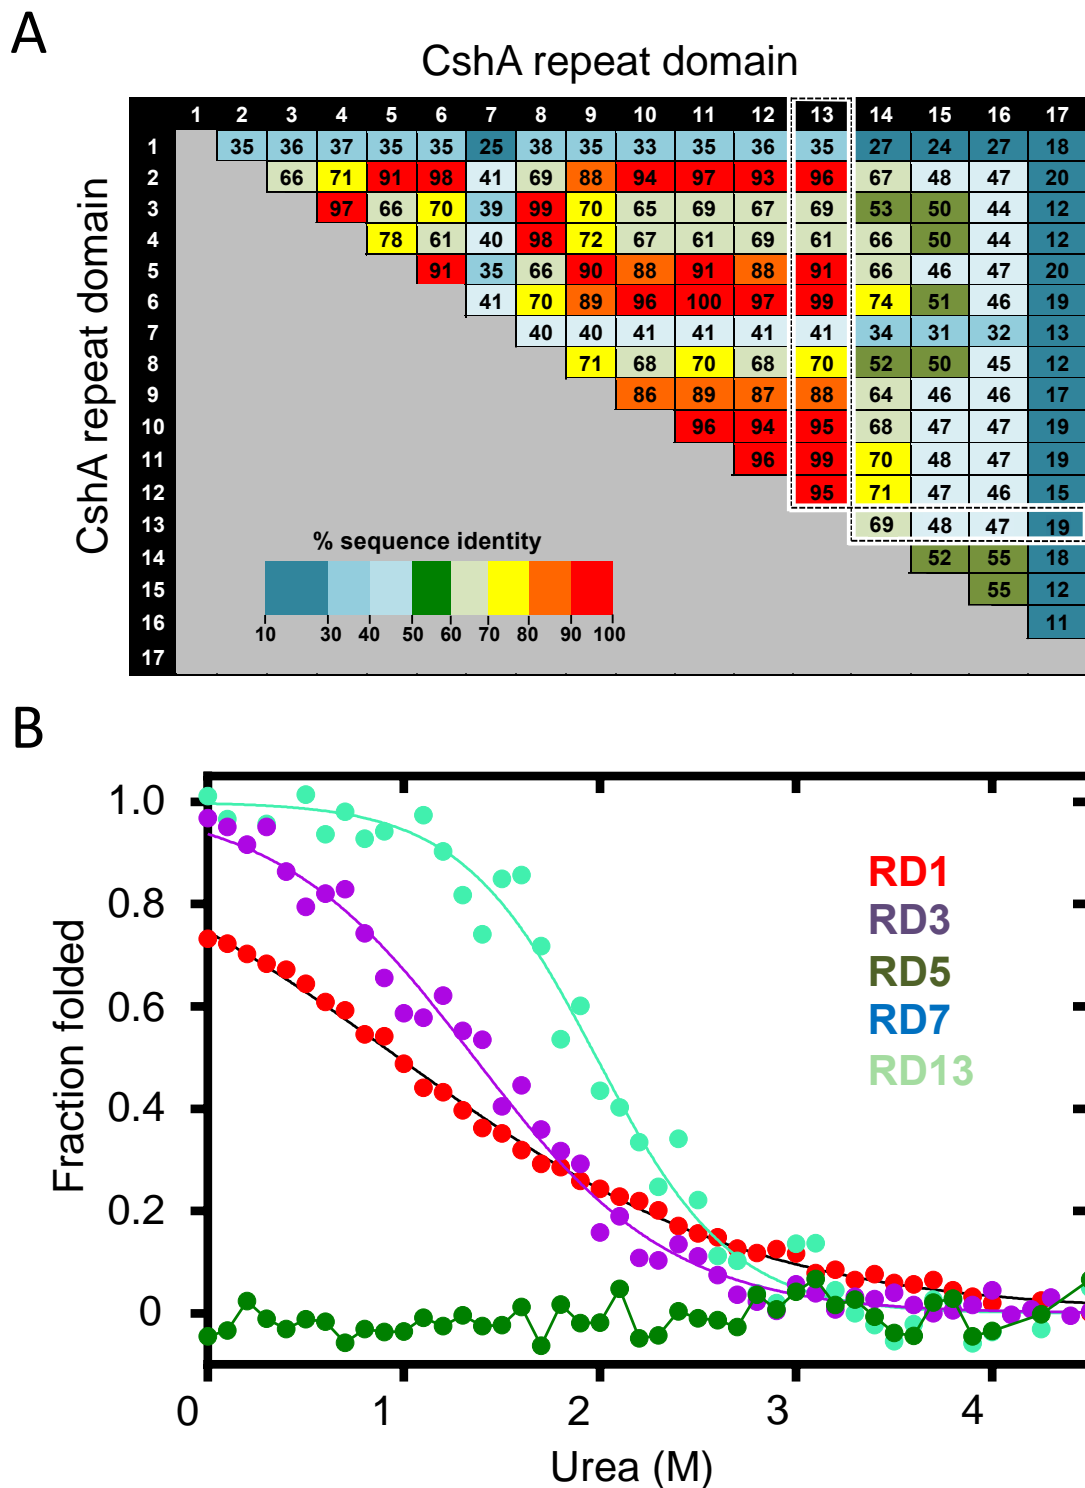 A
CshA repeat domain
CshA repeat domain
1 2 3 4 5 6 7 8 9 10 11 12 13 14 15 16 17
1 35 36 37 35 35 25 38 35 33 35 36 35 27 24 27 18
2 66 71 91 98 41 69 88 94 97 93 96 67 48 47 20
3 97 66 70 39 99 70 65 69 67 69 53 50 44 12
4 78 61 40 98 72 67 61 69 61 66 50 44 12
5 91 35 66 90 88 91 88 91 66 46 47 20
6 41 70 89 96 100 97 99 74 51 46 19
7 40 40 41 41 41 41 34 31 32 13
8 71 68 70 68 70 52 50 45 12
9 86 89 87 88 64 46 46 17
10 96 94 95 68 47 47 19
11 96 99 70 48 47 19
12 95 71 47 46 15
13 69 48 47 19
14 52 55 18
15 55 12
16 11
17
% sequence identity
10 30 40 50 60 70 80 90 100
B
Fraction folded
1.0
0.8
0.6
0.4
0.2
0
RD1
RD3
RD5
RD7
RD13
0 1 2 3 4
Urea (M)